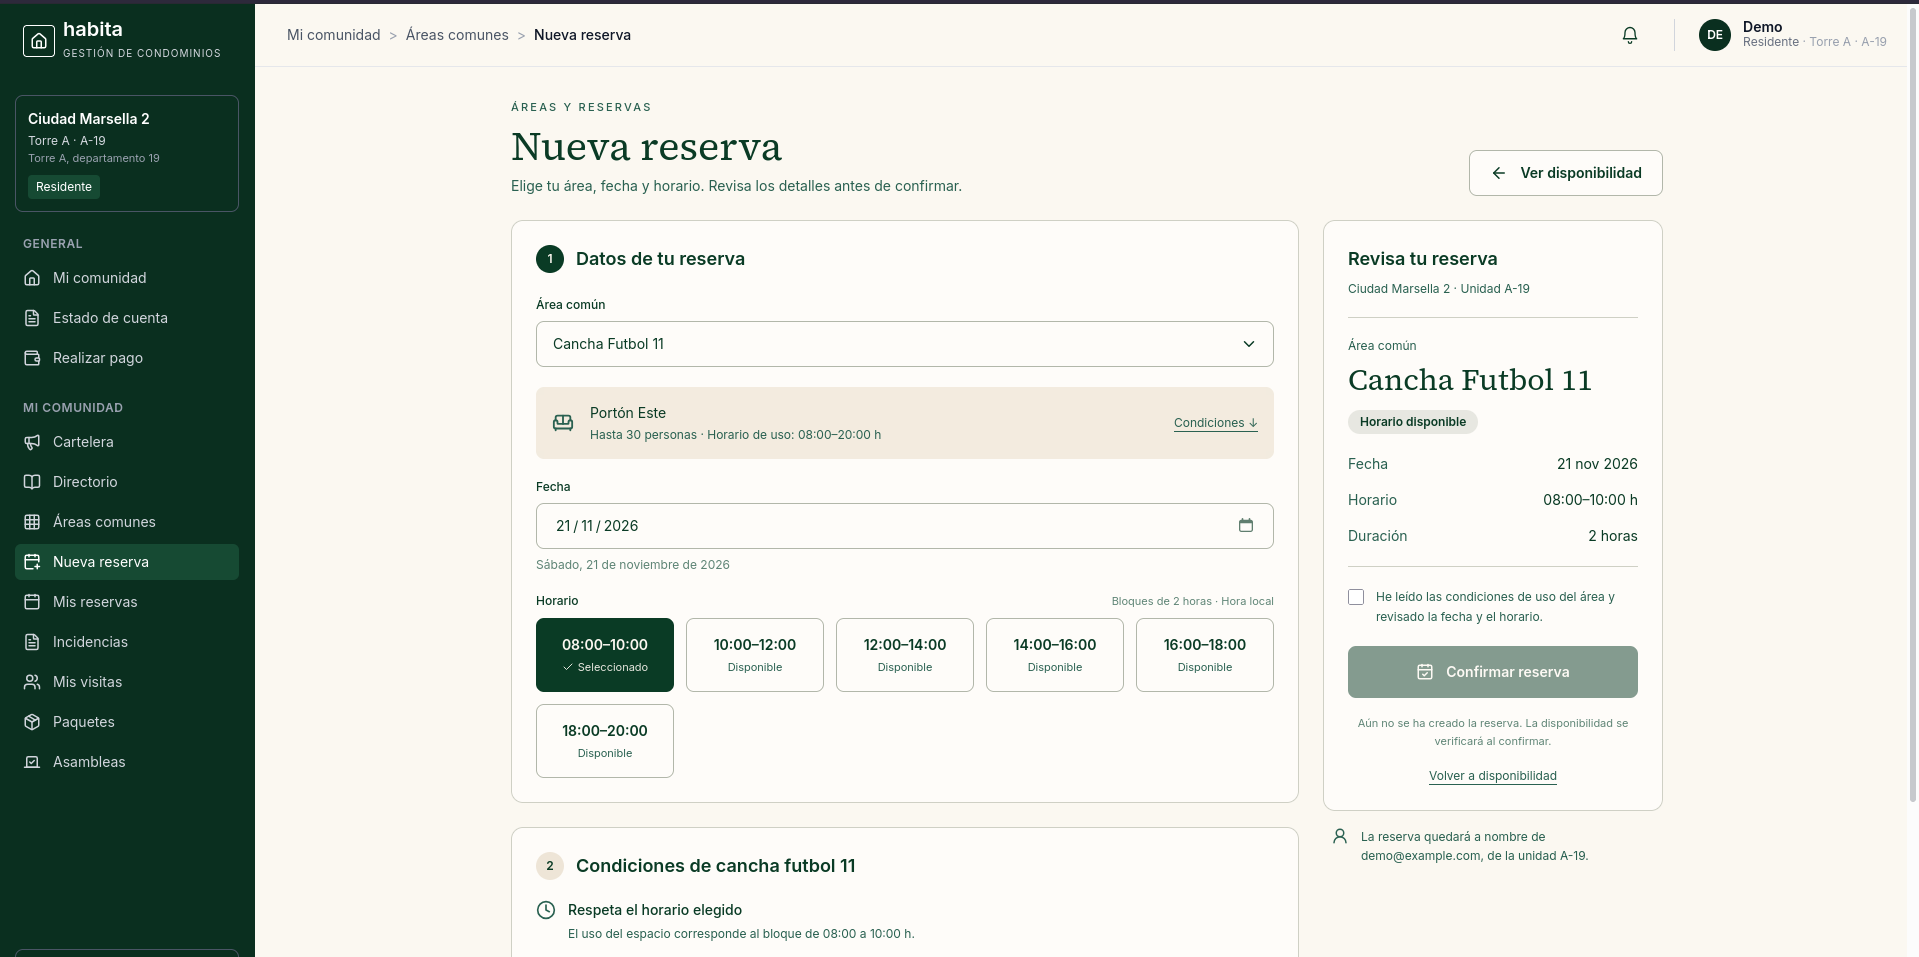 habita
GESTIÓN DE CONDOMINIOS
Ciudad Marsella 2
Torre A · A-19
Torre A, departamento 19
Residente
GENERAL
Mi comunidad
Estado de cuenta
Realizar pago
MI COMUNIDAD
Cartelera
Directorio
Áreas comunes
Nueva reserva
Mis reservas
Incidencias
Mis visitas
Paquetes
Asambleas
Mi comunidad > Áreas comunes > Nueva reserva
DE
Demo
Residente · Torre A · A-19
ÁREAS Y RESERVAS
Nueva reserva
Elige tu área, fecha y horario. Revisa los detalles antes de confirmar.
Ver disponibilidad
1 Datos de tu reserva
Área común
Cancha Futbol 11
Portón Este
Hasta 30 personas · Horario de uso: 08:00–20:00 h
Condiciones ↓
Fecha
21 / 11 / 2026
Sábado, 21 de noviembre de 2026
Horario
Bloques de 2 horas · Hora local
08:00–10:00
✓ Seleccionado
10:00–12:00
Disponible
12:00–14:00
Disponible
14:00–16:00
Disponible
16:00–18:00
Disponible
18:00–20:00
Disponible
2 Condiciones de cancha futbol 11
Respeta el horario elegido
El uso del espacio corresponde al bloque de 08:00 a 10:00 h.
Revisa tu reserva
Ciudad Marsella 2 · Unidad A-19
Área común
Cancha Futbol 11
Horario disponible
Fecha 21 nov 2026
Horario 08:00–10:00 h
Duración 2 horas
He leído las condiciones de uso del área y
revisado la fecha y el horario.
Confirmar reserva
Aún no se ha creado la reserva. La disponibilidad se
verificará al confirmar.
Volver a disponibilidad
La reserva quedará a nombre de
demo@example.com, de la unidad A-19.